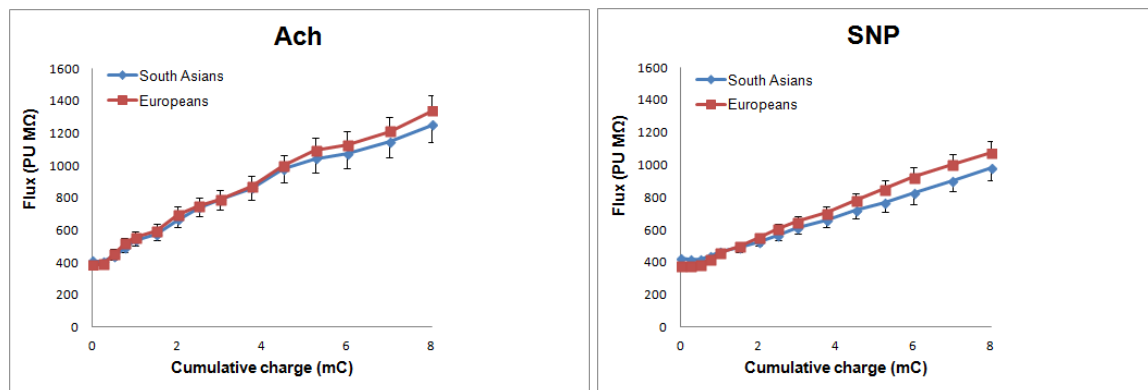 Ach
Flux (PU MΩ)
1600
1400
1200
1000
800
600
400
200
0
South Asians
Europeans
0 2 4 6 8
Cumulative charge (mC)
SNP
Flux (PU MΩ)
1600
1400
1200
1000
800
600
400
200
0
South Asians
Europeans
0 2 4 6 8
Cumulative charge (mC)